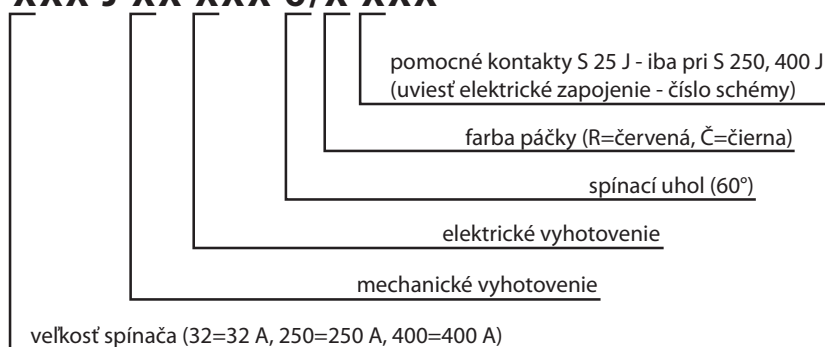 pomocné kontakty S 25 J - iba pri S 250, 400 J
(uviesť elektrické zapojenie - číslo schémy)
farba páčky (R=červená, Č=čierna)
spínací uhol (60°)
elektrické vyhotovenie
mechanické vyhotovenie
veľkosť spínača (32=32 A, 250=250 A, 400=400 A)